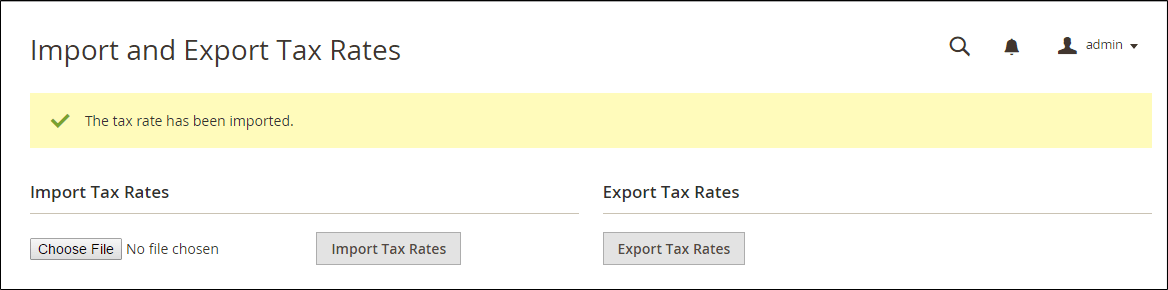 Import and Export Tax Rates
admin
The tax rate has been imported.
Import Tax Rates
Export Tax Rates
Choose File No file chosen
Import Tax Rates
Export Tax Rates